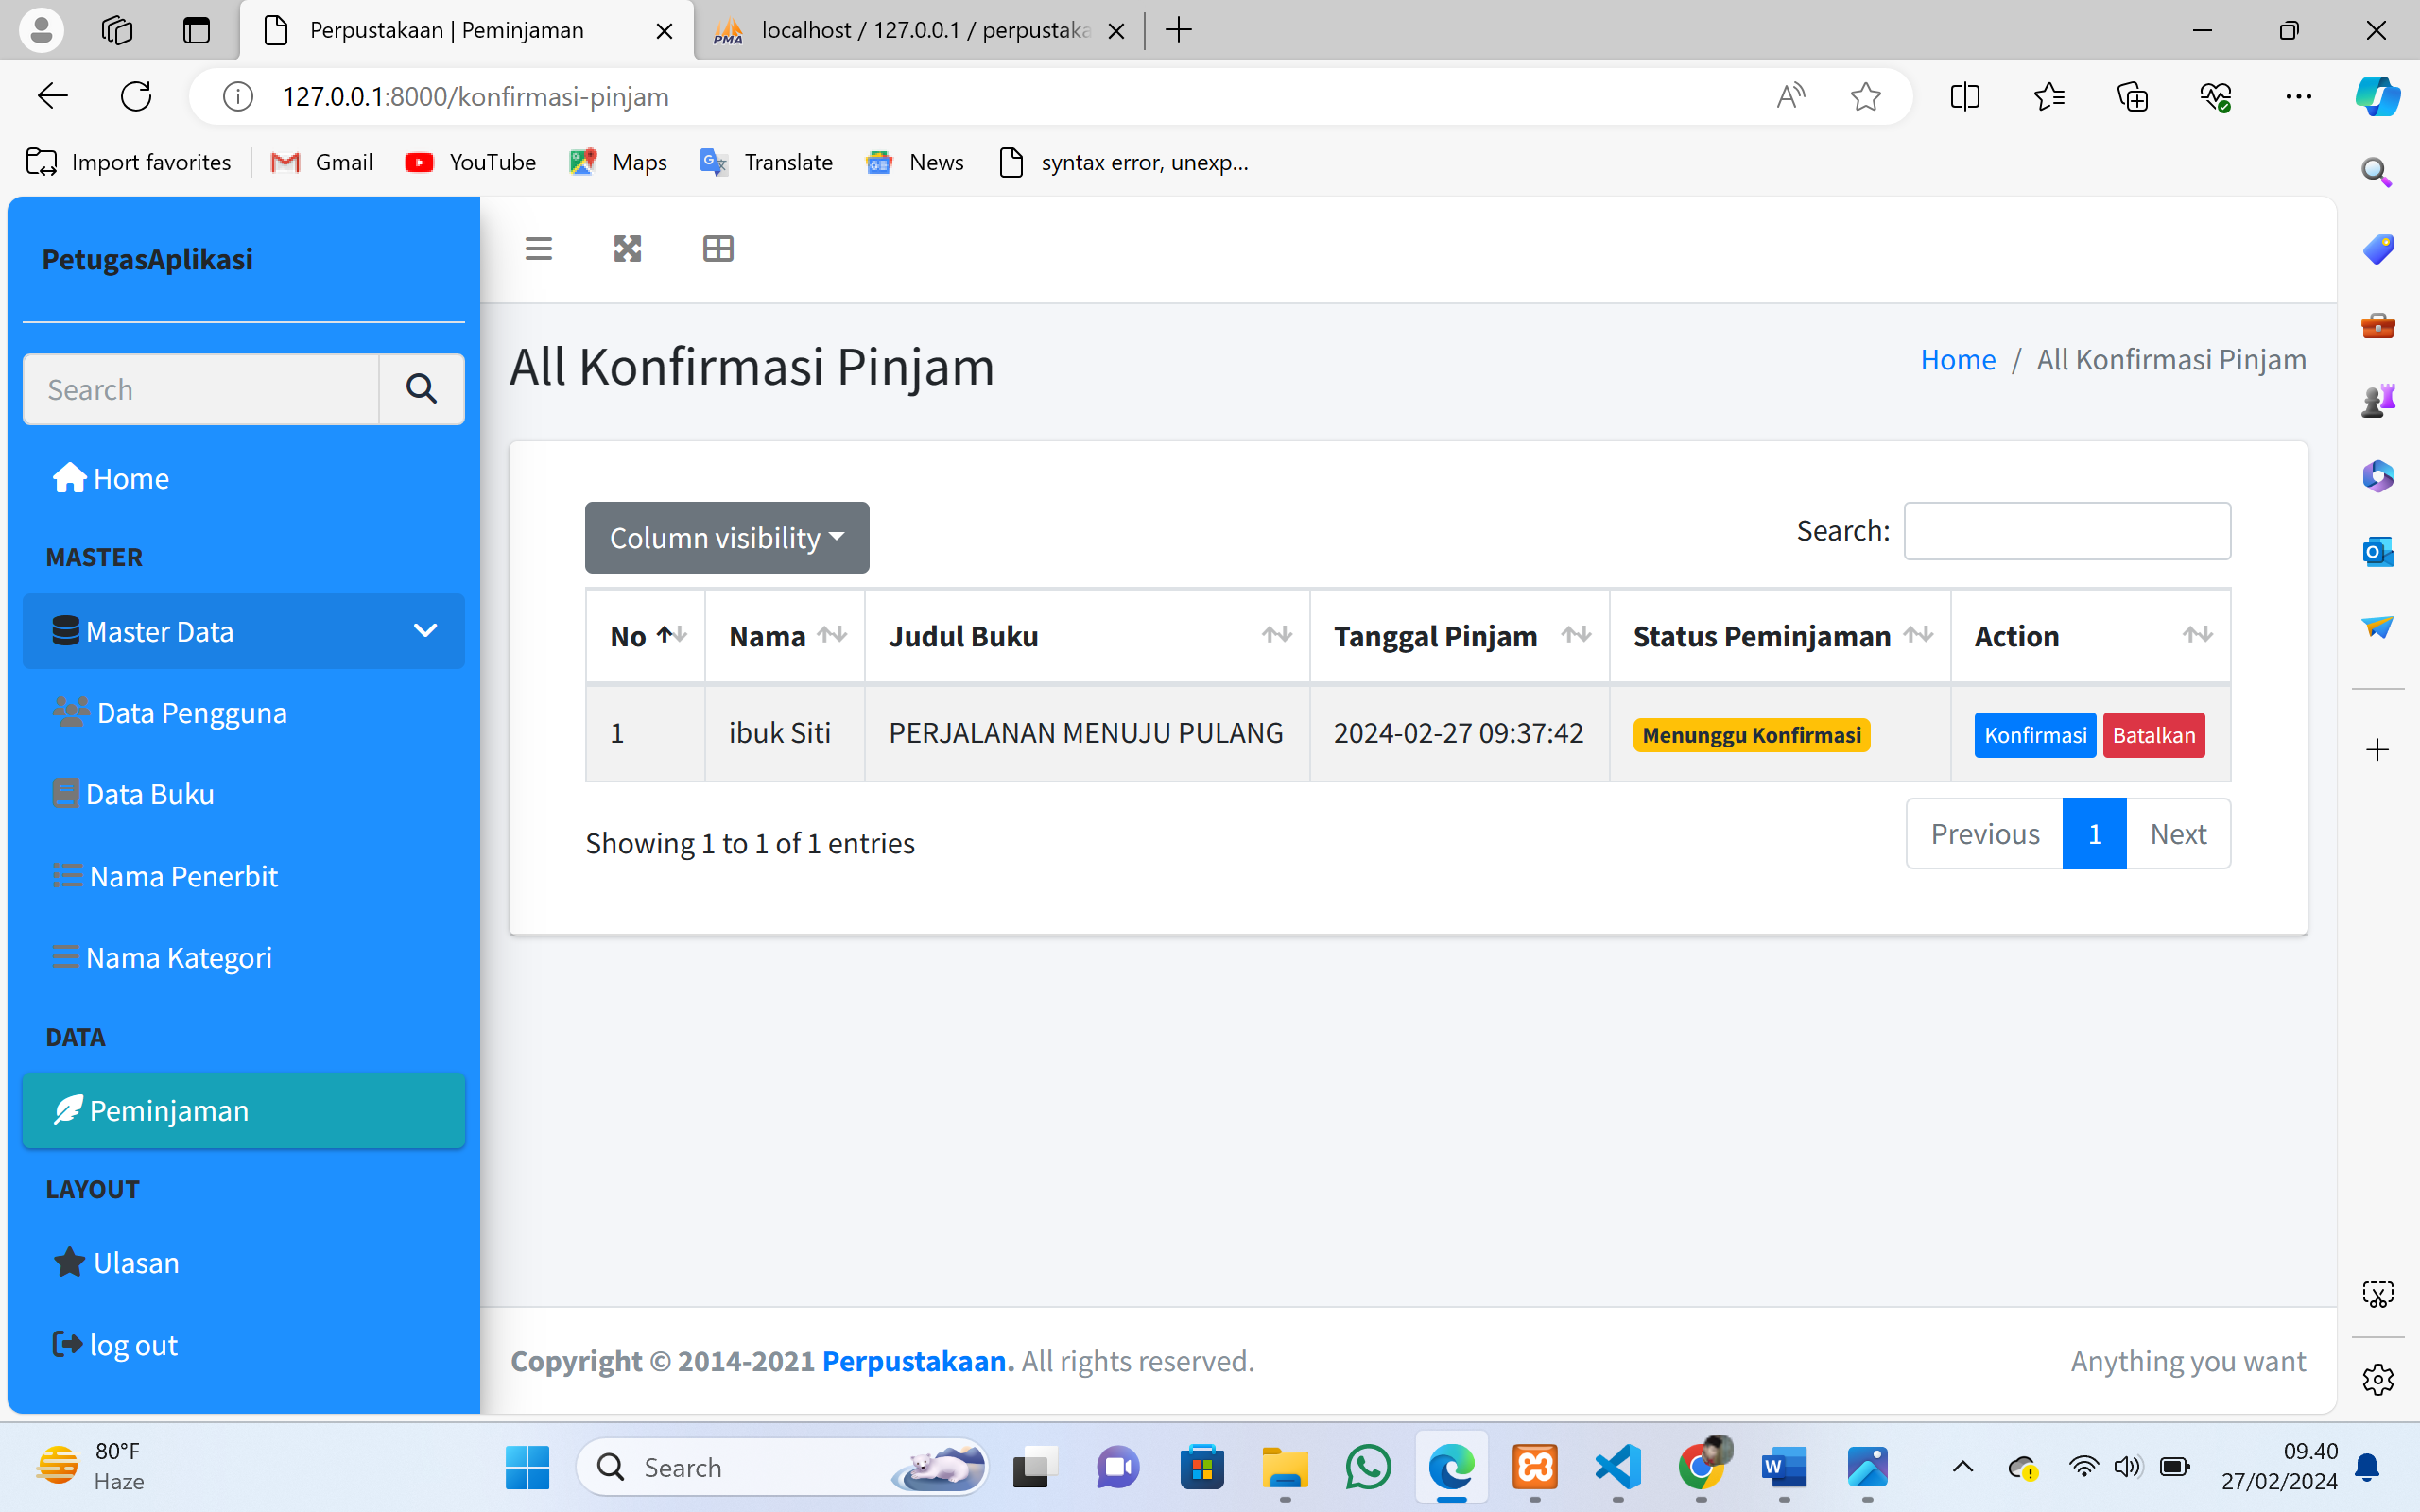 Perpustakaan | Peminjaman
PMA
localhost / 127.0.0.1 / perpustaka
127.0.0.1:8000/konfirmasi-pinjam
A
Import favorites
Gmail
YouTube
Maps
Translate
News
syntax error, unexp...
PetugasAplikasi
Search
Home
MASTER
Master Data
Data Pengguna
Data Buku
Nama Penerbit
Nama Kategori
DATA
Peminjaman
LAYOUT
Ulasan
log out
All Konfirmasi Pinjam
Home / All Konfirmasi Pinjam
Column visibility
Search:
No Nama Judul Buku Tanggal Pinjam Status Peminjaman Action
1 ibuk Siti PERJALANAN MENUJU PULANG 2024-02-27 09:37:42 Menunggu Konfirmasi Konfirmasi Batalkan
Showing 1 to 1 of 1 entries
Previous 1 Next
Copyright © 2014-2021 Perpustakaan. All rights reserved.
Anything you want
80°F
Haze
Search
09.40
27/02/2024